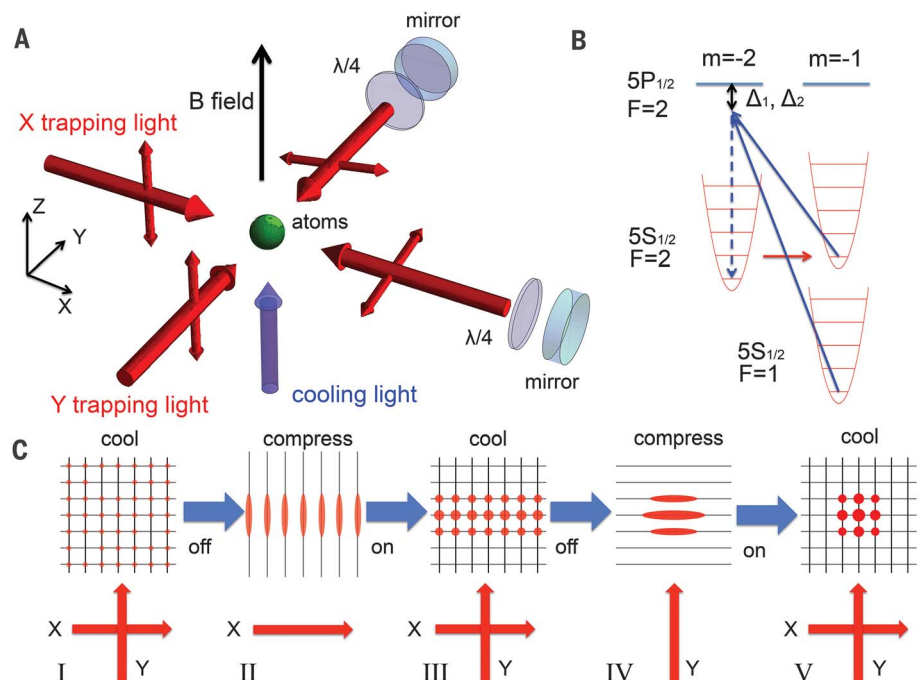 A
mirror
λ/4
B field
X trapping light
atoms
Z
Y
X
λ/4
mirror
Y trapping light
cooling light
B
m=-2 m=-1
5P1/2
F=2
Δ1, Δ2
5S1/2
F=2
5S1/2
F=1
C
cool compress cool compress cool
off on off on
X X X X
Y Y Y Y
I II III IV V